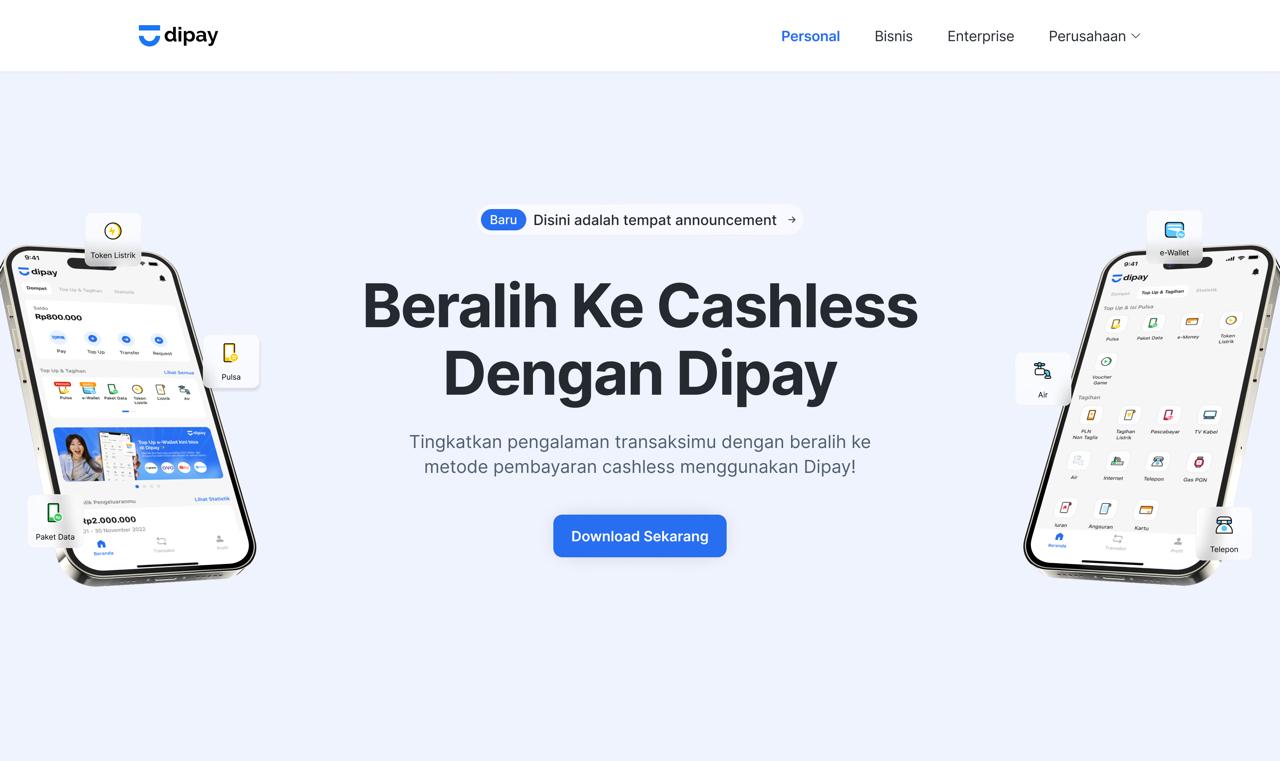 dipay
Personal
Bisnis
Enterprise
Perusahaan
Baru Disini adalah tempat announcement →
Beralih Ke Cashless
Dengan Dipay
Tingkatkan pengalaman transaksimu dengan beralih ke
metode pembayaran cashless menggunakan Dipay!
Download Sekarang
Token Listrik
9:41
dipay
Dompet
Top Up & Tagihan
Statistik
Saldo
Rp800.000
Pay
Top Up
Transfer
Request
Pulsa
Top Up & Tagihan
Lihat Semua
Pulsa
e-Wallet
Paket Data
Token
Listrik
Listrik
Air
dipay
Top Up e-Wallet kini bisa
di Dipay
OVO
Pengeluaranmu
Lihat Statistik
Rp2.000.000
- 30 November 2022
Paket Data
Beranda
Transaksi
Profil
e-Wallet
9:41
dipay
Dompet
Top Up & Tagihan
Statistik
Top Up & Isi Pulsa
Pulsa
Paket Data
e-Money
Token
Listrik
Voucher
Game
Air
Tagihan
PLN
Non Taglis
Tagihan
Listrik
Pascabayar
TV Kabel
Air
Internet
Telepon
Gas PGN
Iuran
Angsuran
Kartu
Telepon
Beranda
Transaksi
Profil